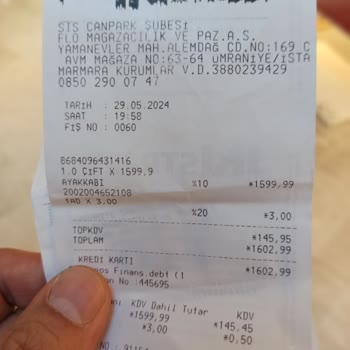 STS CANPARK ŞUBESİ
FLO MAĞAZACILIK VE PAZ.A.S.
YAMANEVLER MAH.ALEMDAĞ CD.NO:169 C
AVM MAĞAZA NO:63-64 ÜMRANİYE/İSTA
MARMARA KURUMLAR V.D.3880239429
0850 290 07 47
TARİH : 29.05.2024
SAAT : 19:58
FİŞ NO : 0060
8684096431416
1.0 ÇİFT X 1599,9
AYAKKABI %10 *1599,99
2002004652108
1AD X 3,00
%20 *3,00
TOPKDV *145,95
TOPLAM *1602,99
KREDI KARTI *1602,99
Finans.debt (1
No :445695
KDV Dahil Tutar KDV
*1599,99 *145,45
*3,00 *0,50